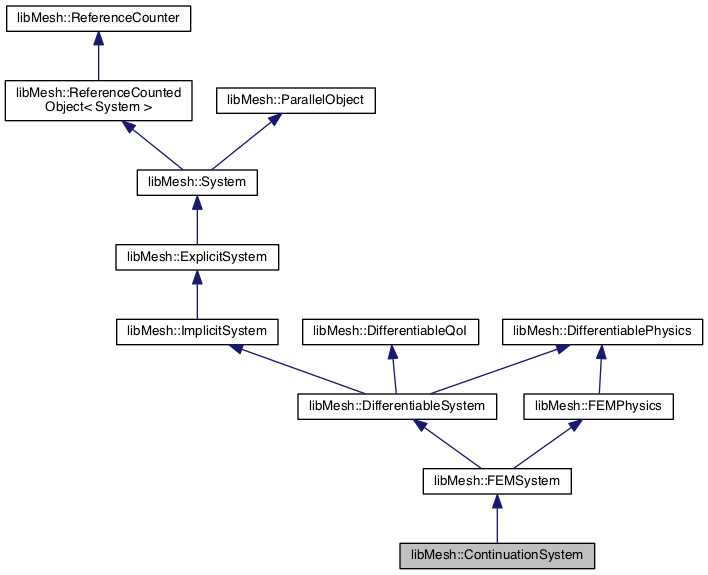 libMesh::ReferenceCounter
libMesh::ReferenceCounted
Object< System >
libMesh::ParallelObject
libMesh::System
libMesh::ExplicitSystem
libMesh::ImplicitSystem
libMesh::DifferentiableQoI
libMesh::DifferentiablePhysics
libMesh::DifferentiableSystem
libMesh::FEMPhysics
libMesh::FEMSystem
libMesh::ContinuationSystem